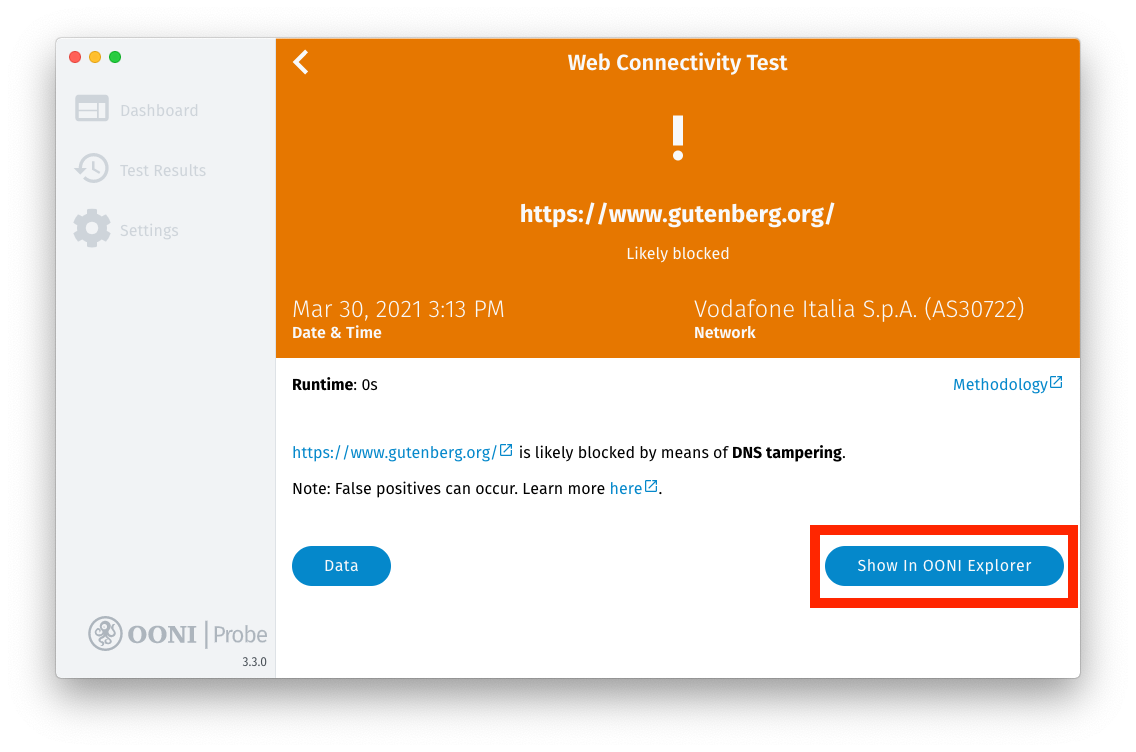 Dashboard
Test Results
Settings
OONI | Probe
3.3.0
Web Connectivity Test
!
https://www.gutenberg.org/
Likely blocked
Mar 30, 2021 3:13 PM
Date & Time
Vodafone Italia S.p.A. (AS30722)
Network
Runtime: 0s
Methodology
https://www.gutenberg.org/ is likely blocked by means of DNS tampering.
Note: False positives can occur. Learn more here.
Data
Show In OONI Explorer